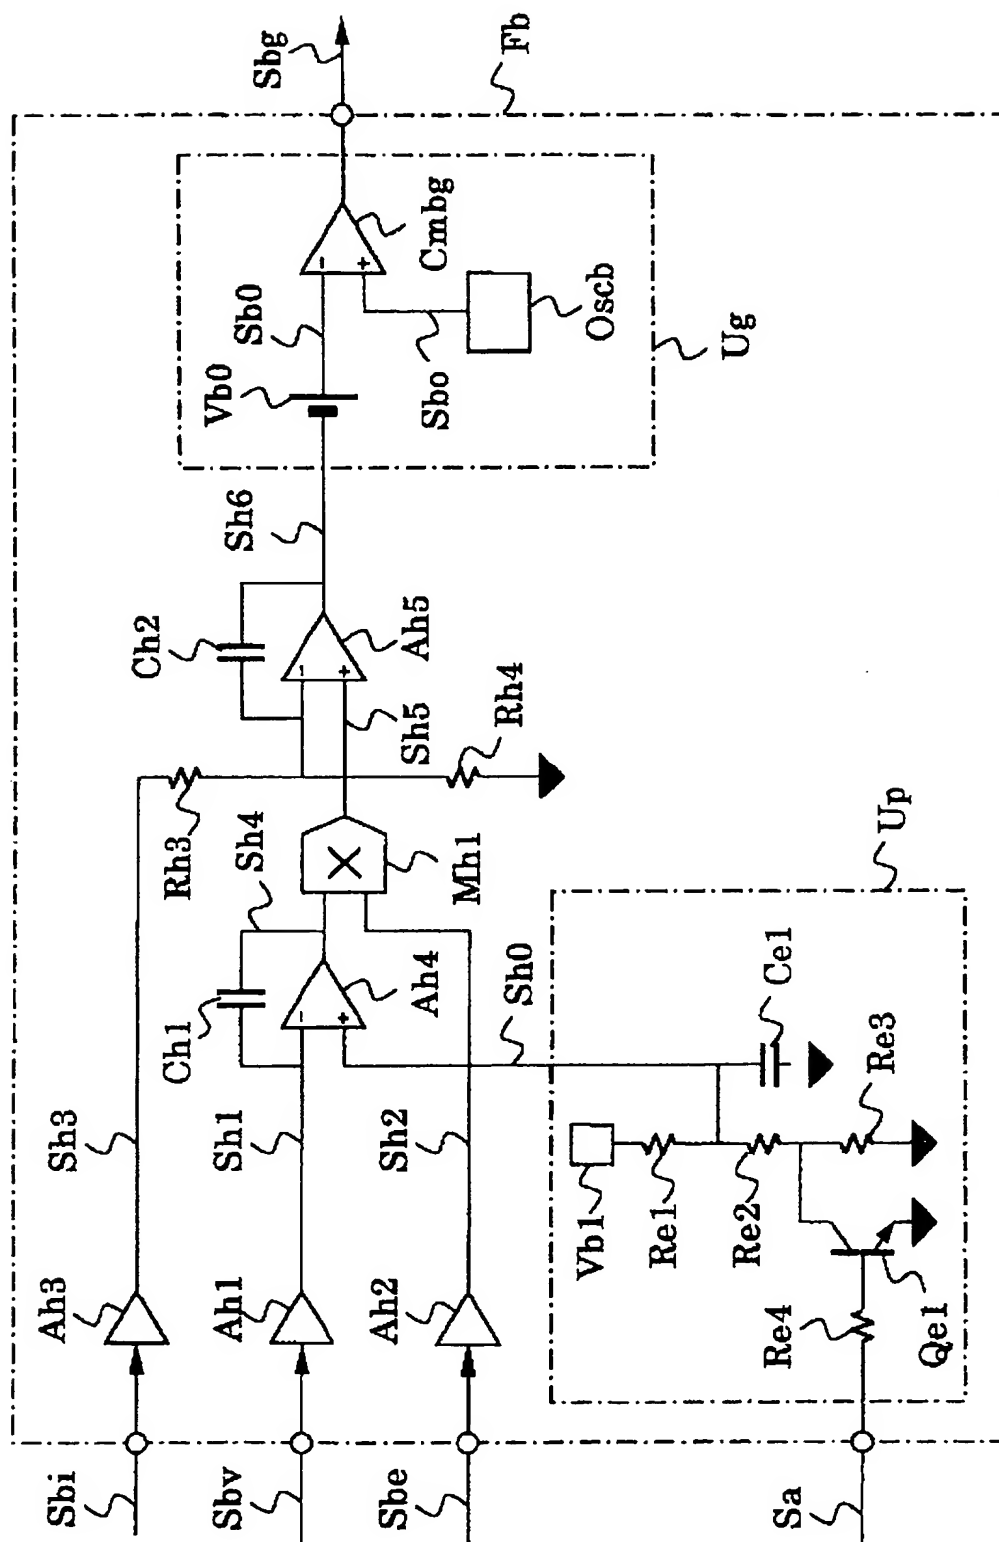 Sbi
Sbv
Sbe
Sa
Ah3
Ah1
Ah2
Sh3
Sh1
Sh2
Vb1
Re1
Re2
Re4
Qe1
Re3
Ce1
Up
Sh0
Ch1
Ah4
-
+
Sh4
Mh1
×
Rh3
Rh4
Sh5
Ch2
Ah5
-
+
Sh6
Vb0
Sb0
Sbo
Oscb
Ug
Cmbg
-
+
Sbg
Fb